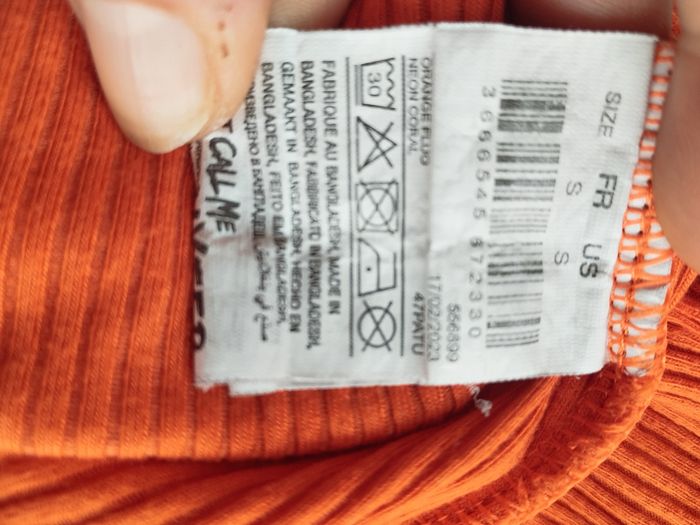 SIZE FR US
S S
3 666545 672330
556899
17/02/2023
47PATU
ORANGE FLUO
NEON CORAL
30
FABRIQUE AU BANGLADESH, MADE IN
BANGLADESH, FABBRICATO IN BANGLADESH,
GEMAAKT IN BANGLADESH, HECHO EN
BANGLADESH, FEITO EM BANGLADESH,
CALL ME